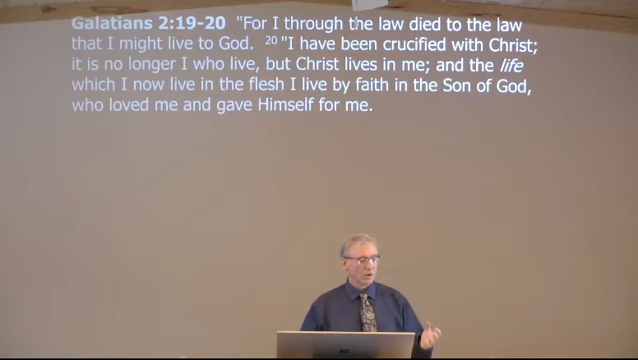 Galatians 2:19-20 "For I through the law died to the law
that I might live to God. 20 "I have been crucified with Christ;
it is no longer I who live, but Christ lives in me; and the life
which I now live in the flesh I live by faith in the Son of God,
who loved me and gave Himself for me.